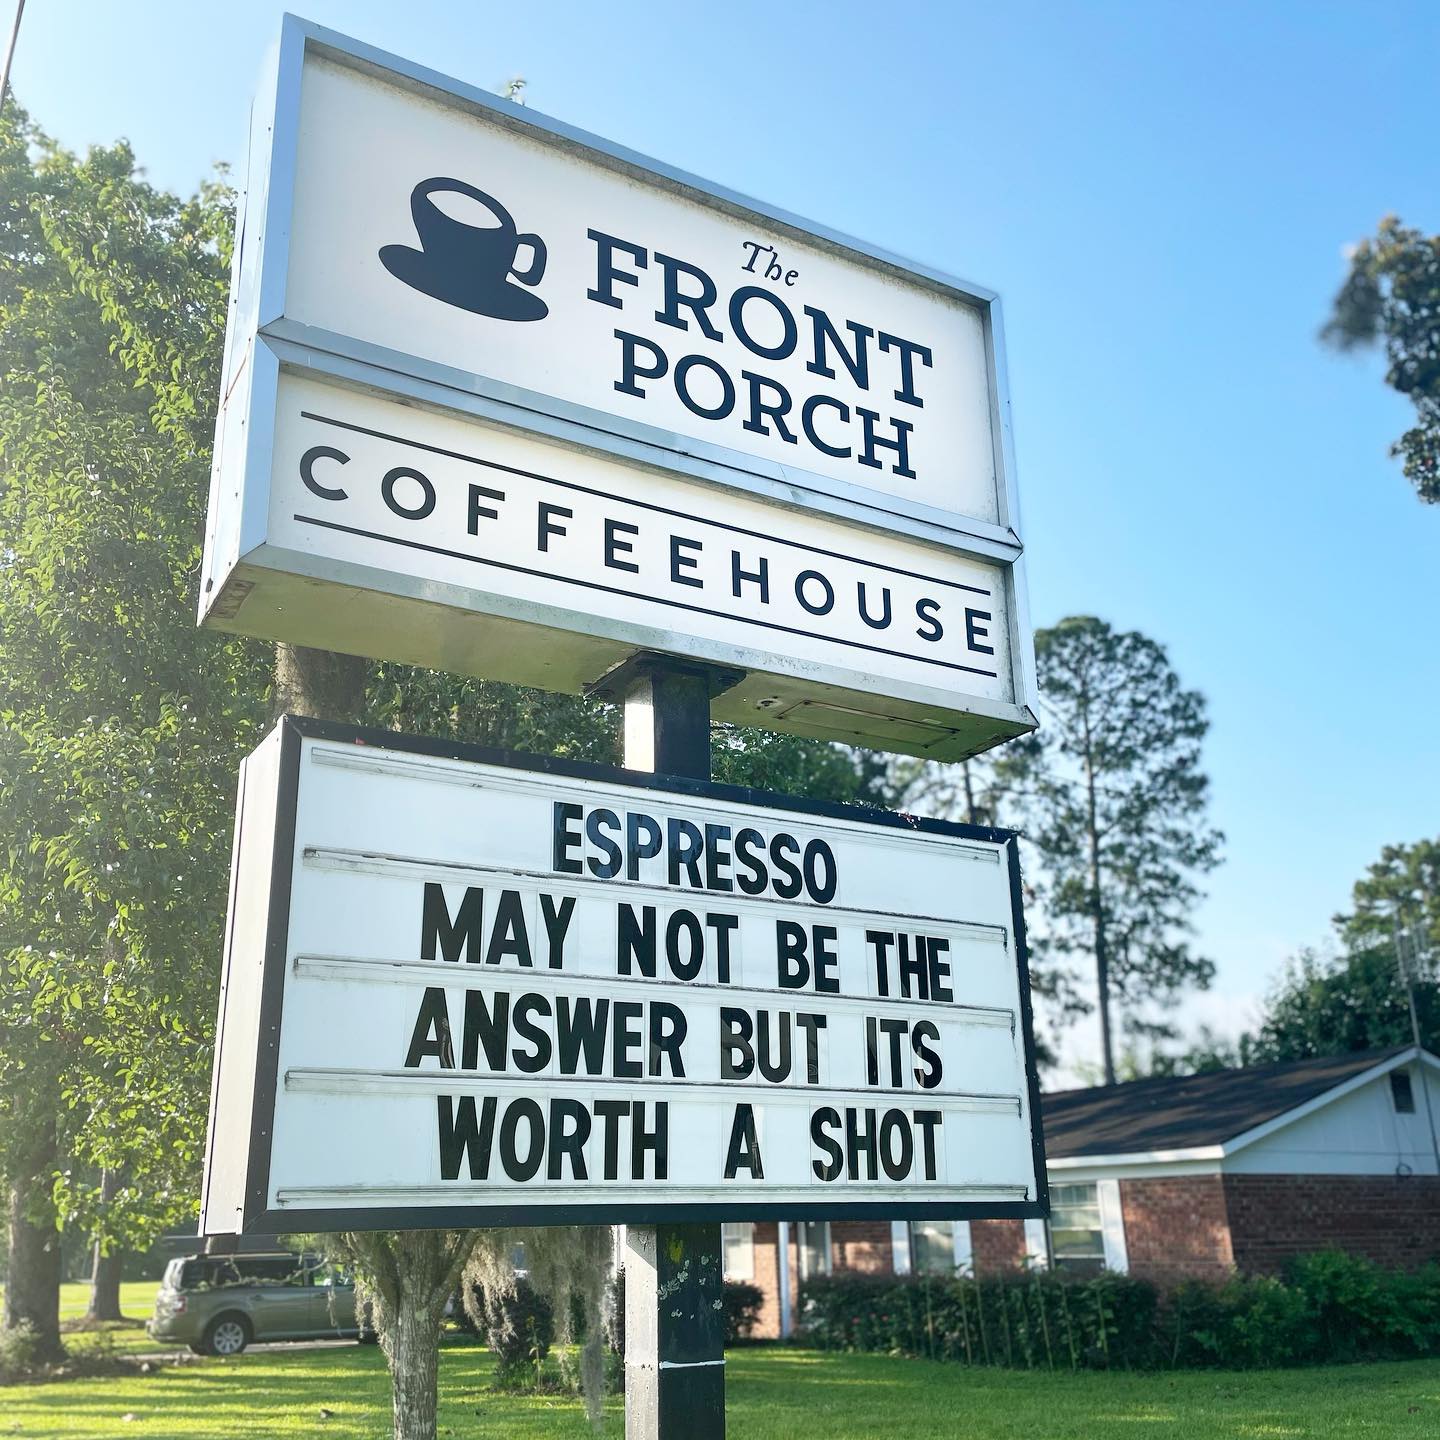 The
FRONT
PORCH
COFFEEHOUSE
ESPRESSO
MAY NOT BE THE
ANSWER BUT ITS
WORTH A SHOT